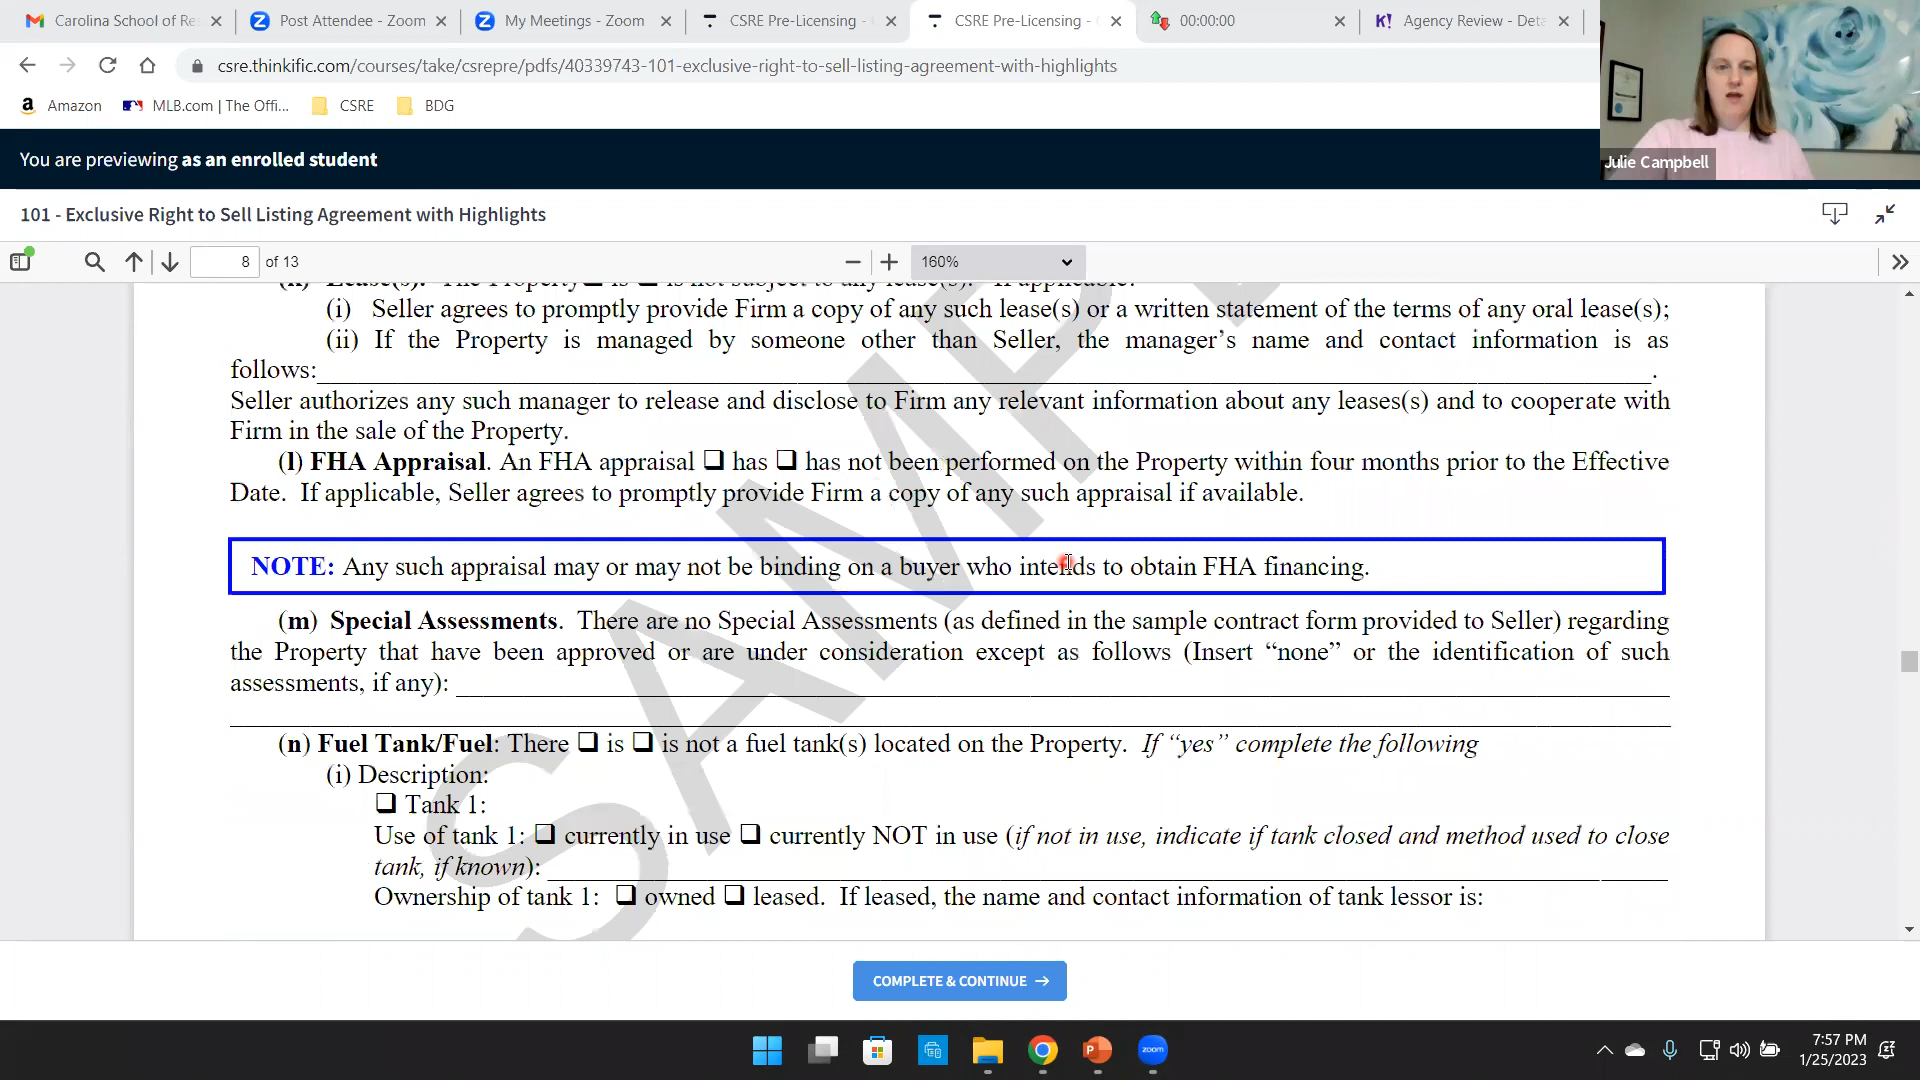 Carolina School of Re
Post Attendee - Zoom
My Meetings - Zoom
CSRE Pre-Licensing -
CSRE Pre-Licensing -
00:00:00
K! Agency Review - Deta
csre.thinkific.com/courses/take/csrepre/pdfs/40339743-101-exclusive-right-to-sell-listing-agreement-with-highlights
a Amazon
MLB.com | The Offi...
CSRE
BDG
Julie Campbell
You are previewing as an enrolled student
101 - Exclusive Right to Sell Listing Agreement with Highlights
8 of 13
160%
(k) Lease(s). The Property ❑ is ❑ is not subject to any lease(s). If applicable:
(i) Seller agrees to promptly provide Firm a copy of any such lease(s) or a written statement of the terms of any oral lease(s);
(ii) If the Property is managed by someone other than Seller, the manager's name and contact information is as
follows: .
Seller authorizes any such manager to release and disclose to Firm any relevant information about any leases(s) and to cooperate with
Firm in the sale of the Property.
(l) FHA Appraisal. An FHA appraisal ❑ has ❑ has not been performed on the Property within four months prior to the Effective
Date. If applicable, Seller agrees to promptly provide Firm a copy of any such appraisal if available.
NOTE: Any such appraisal may or may not be binding on a buyer who intends to obtain FHA financing.
(m) Special Assessments. There are no Special Assessments (as defined in the sample contract form provided to Seller) regarding
the Property that have been approved or are under consideration except as follows (Insert “none” or the identification of such
assessments, if any):
(n) Fuel Tank/Fuel: There ❑ is ❑ is not a fuel tank(s) located on the Property. If “yes” complete the following
(i) Description:
❑ Tank 1:
Use of tank 1: ❑ currently in use ❑ currently NOT in use (if not in use, indicate if tank closed and method used to close
tank, if known):
Ownership of tank 1: ❑ owned ❑ leased. If leased, the name and contact information of tank lessor is:
SAMP
COMPLETE & CONTINUE →
zoom
7:57 PM
1/25/2023